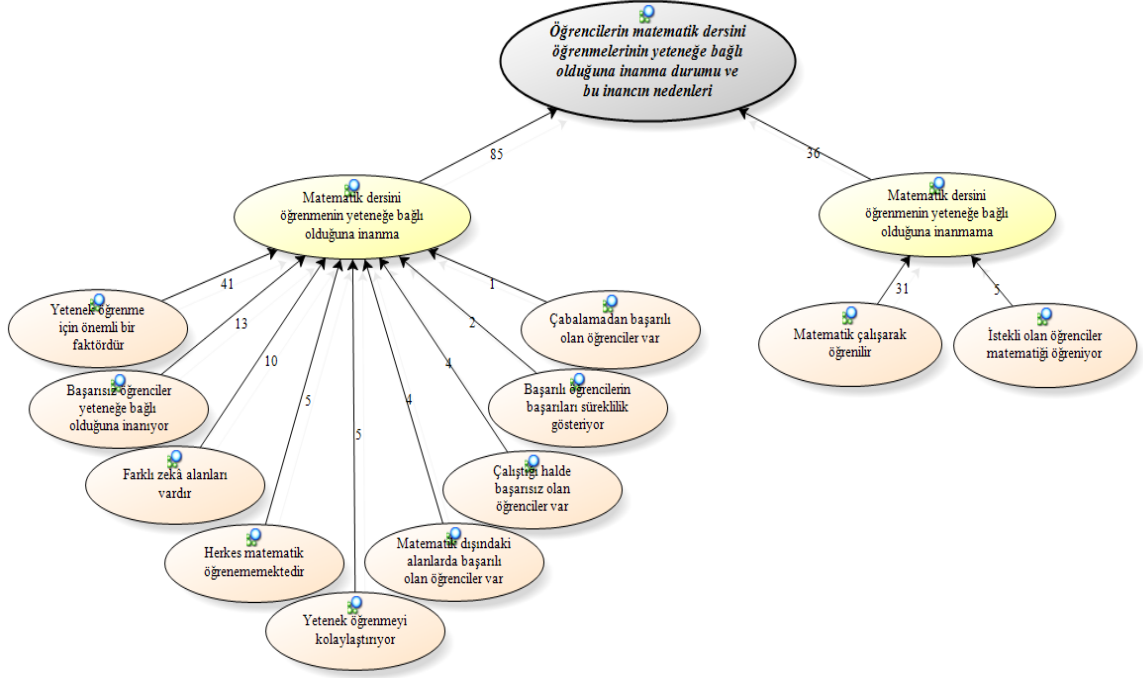 Öğrencilerin matematik dersini
öğrenmelerinin yeteneğe bağlı
olduğuna inanma durumu ve
bu inancın nedenleri
85
36
Matematik dersini
öğrenmenin yeteneğe bağlı
olduğuna inanma
Matematik dersini
öğrenmenin yeteneğe bağlı
olduğuna inanmama
41
13
10
5
5
4
4
2
1
31
5
Yetenek öğrenme
için önemli bir
faktördür
Başarısız öğrenciler
yeteneğe bağlı
olduğuna inanıyor
Farklı zekâ alanları
vardır
Herkes matematik
öğrenememektedir
Yetenek öğrenmeyi
kolaylaştırıyor
Matematik dışındaki
alanlarda başarılı
olan öğrenciler var
Çalıştığı halde
başarısız olan
öğrenciler var
Başarılı öğrencilerin
başarıları süreklilik
gösteriyor
Çabalamadan başarılı
olan öğrenciler var
Matematik çalışarak
öğrenilir
İstekli olan öğrenciler
matematiği öğreniyor